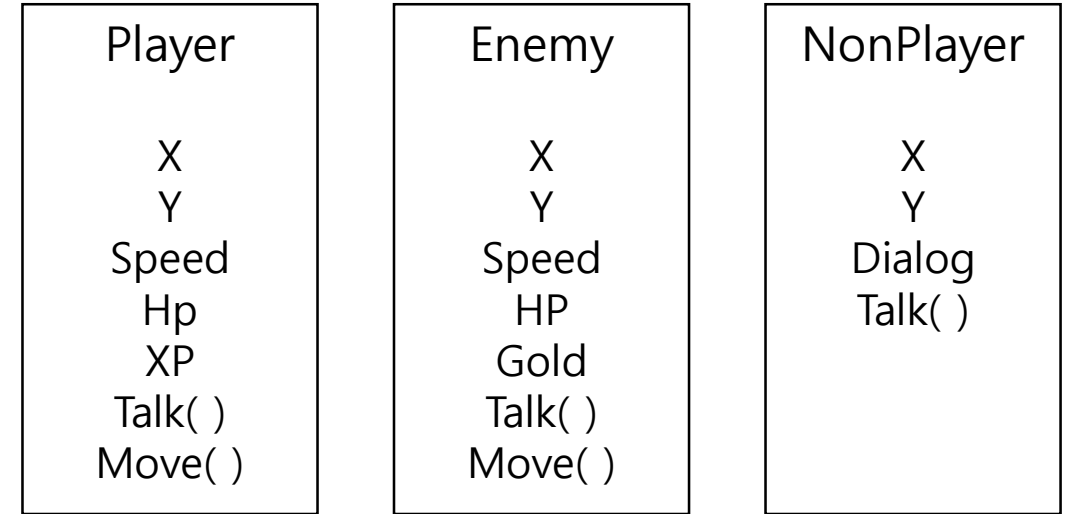 Player
X
Y
Speed
Hp
XP
Talk( )
Move( )
Enemy
X
Y
Speed
HP
Gold
Talk( )
Move( )
NonPlayer
X
Y
Dialog
Talk( )